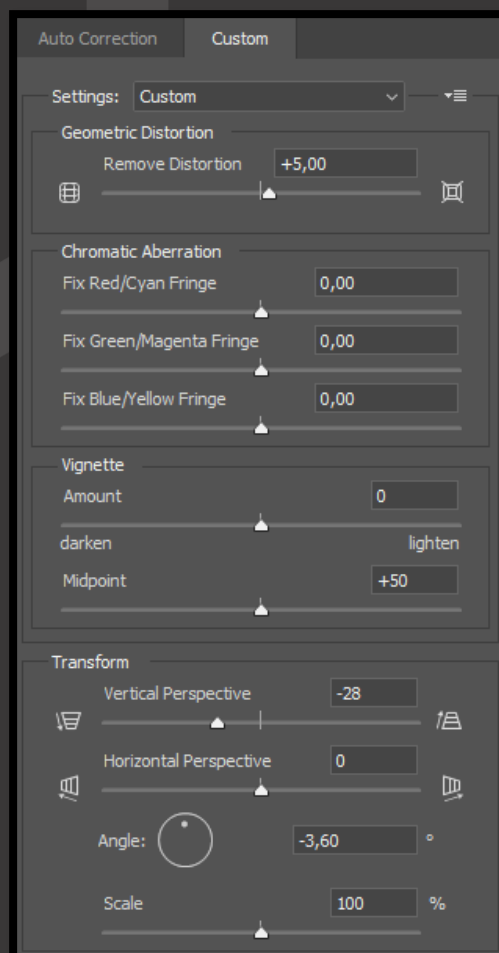 Auto Correction Custom
Settings: Custom
Geometric Distortion
Remove Distortion +5,00
Chromatic Aberration
Fix Red/Cyan Fringe 0,00
Fix Green/Magenta Fringe 0,00
Fix Blue/Yellow Fringe 0,00
Vignette
Amount 0
darken lighten
Midpoint +50
Transform
Vertical Perspective -28
Horizontal Perspective 0
Angle: -3,60 °
Scale 100 %